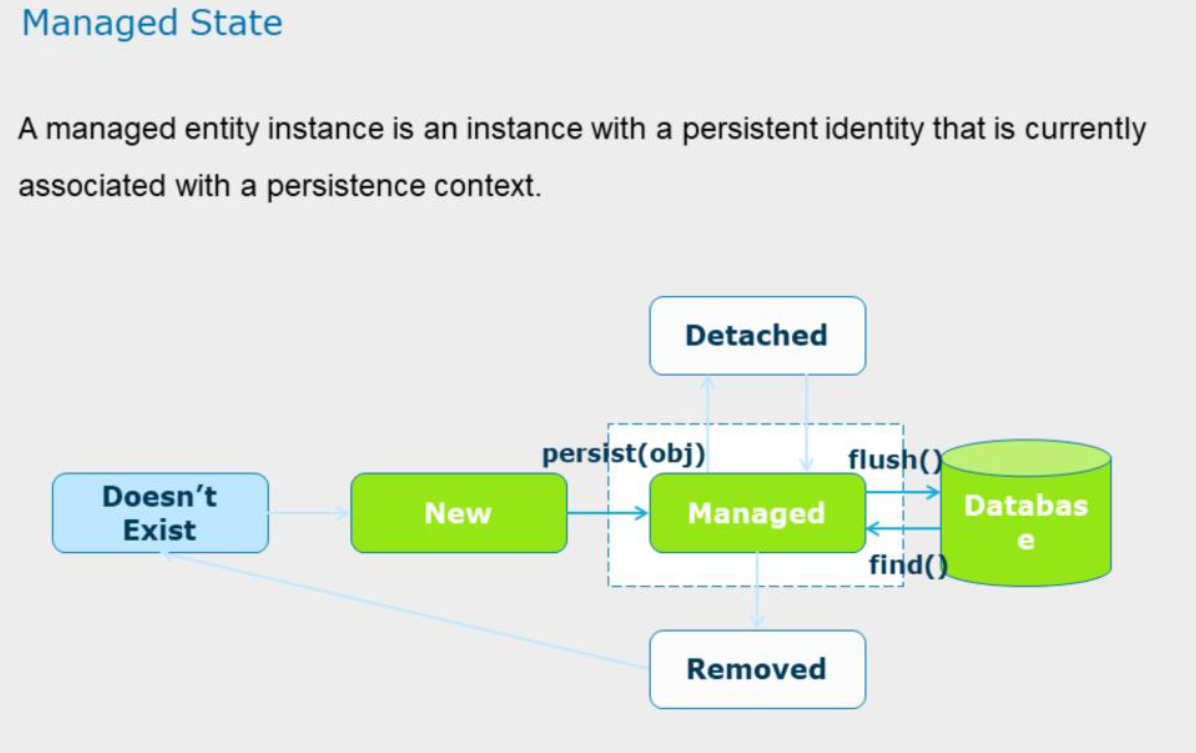 Managed State
A managed entity instance is an instance with a persistent identity that is currently
associated with a persistence context.
Detached
persist(obj)
flush()
Doesn’t
Exist
New
Managed
Databas
e
find()
Removed